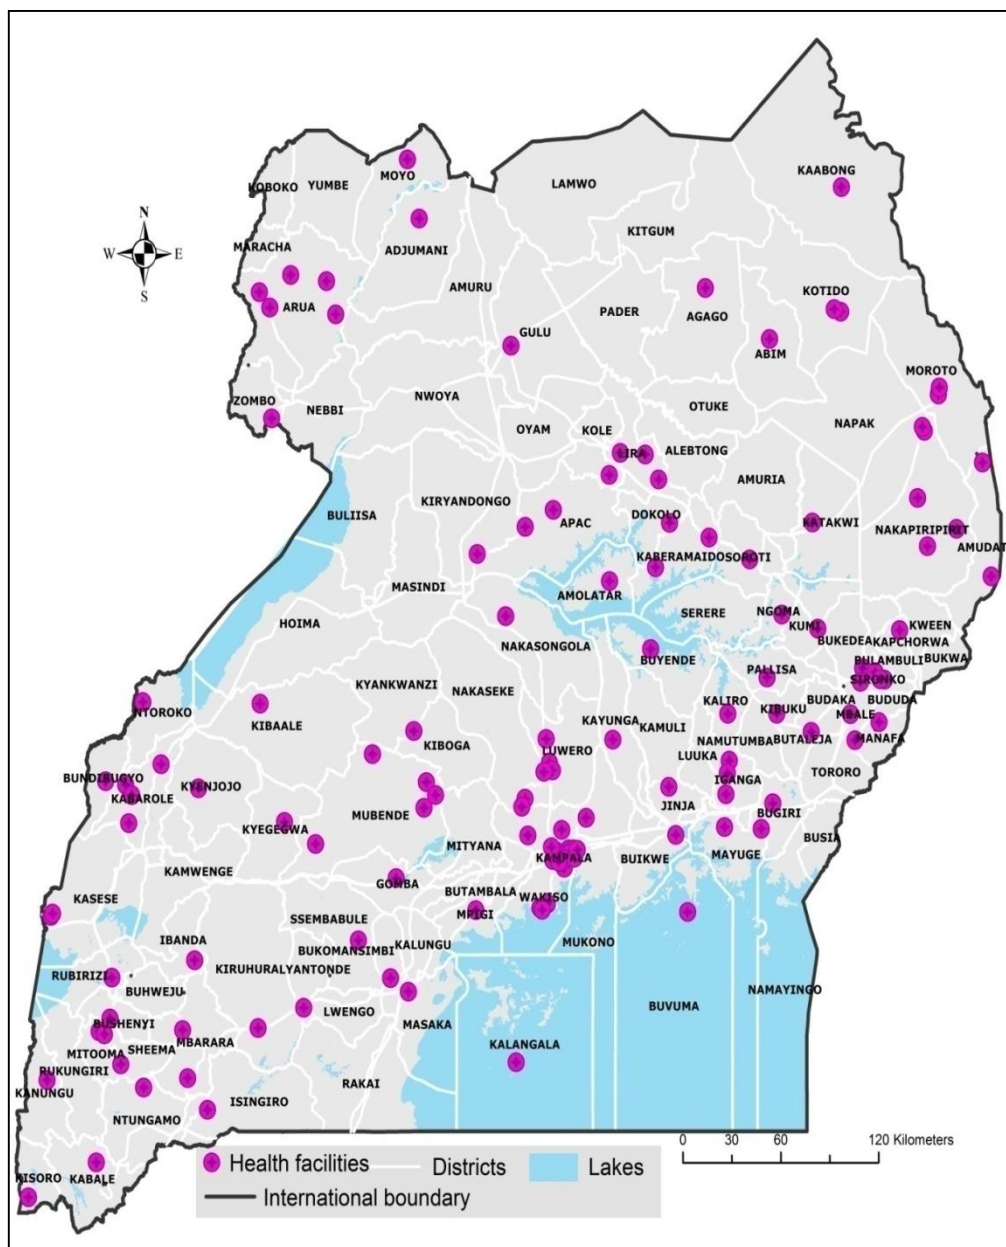 MOYO
KOBOKO
YUMBE
LAMWO
KAABONG
N
W
E
S
MARACHA
ADJUMANI
KITGUM
AMURU
ARUA
PADER
AGAGO
KOTIDO
GULU
ABIM
MOROTO
ZOMBO
NEBBI
NWOYA
OTUKE
NAPAK
OYAM
KOLE
LIRA
ALEBTONG
AMURIA
KIRYANDONGO
BULIISA
APAC
DOKOLO
KATAKWI
NAKAPIRIPIRIT
AMUDAT
KABERAMAIDO
SOROTI
MASINDI
AMOLATAR
SERERE
NGOMA
HOIMA
KUMI
KWEEN
NAKASONGOLA
BUKEDEA
KAPCHORWA
BUYENDE
BULAMBULI
BUKWA
PALLISA
SIRONKO
KYANKWANZI
NAKASEKE
NTOROKO
KIBAALE
KALIRO
KIBUKU
BUDAKA
BUDUDA
MBALE
KAYUNGA
KAMULI
KIBOGA
LUWERO
NAMUTUMBA
BUTALEJA
MANAFA
LUUKA
BUNDIBUGYO
KYENJOJO
IGANGA
TORORO
KABAROLE
MUBENDE
JINJA
BUGIRI
KYEGEGWA
MITYANA
KAMPALA
BUIKWE
MAYUGE
BUSIA
KAMWENGE
GOMBA
BUTAMBALA
WAKISO
KASESE
SSEMBABULE
MPIGI
IBANDA
BUKOMANSIMBI
KALUNGU
MUKONO
KIRUHURA
LYANTONDE
RUBIRIZI
BUHWEJU
LWENGO
BUVUMA
NAMAYINGO
BUSHENYI
MASAKA
MITOOMA
SHEEMA
MBARARA
KALANGALA
RUKUNGIRI
KANUNGU
RAKAI
ISINGIRO
NTUNGAMO
KISORO
KABALE
0 30 60 120 Kilometers
Health facilities
Districts
Lakes
International boundary